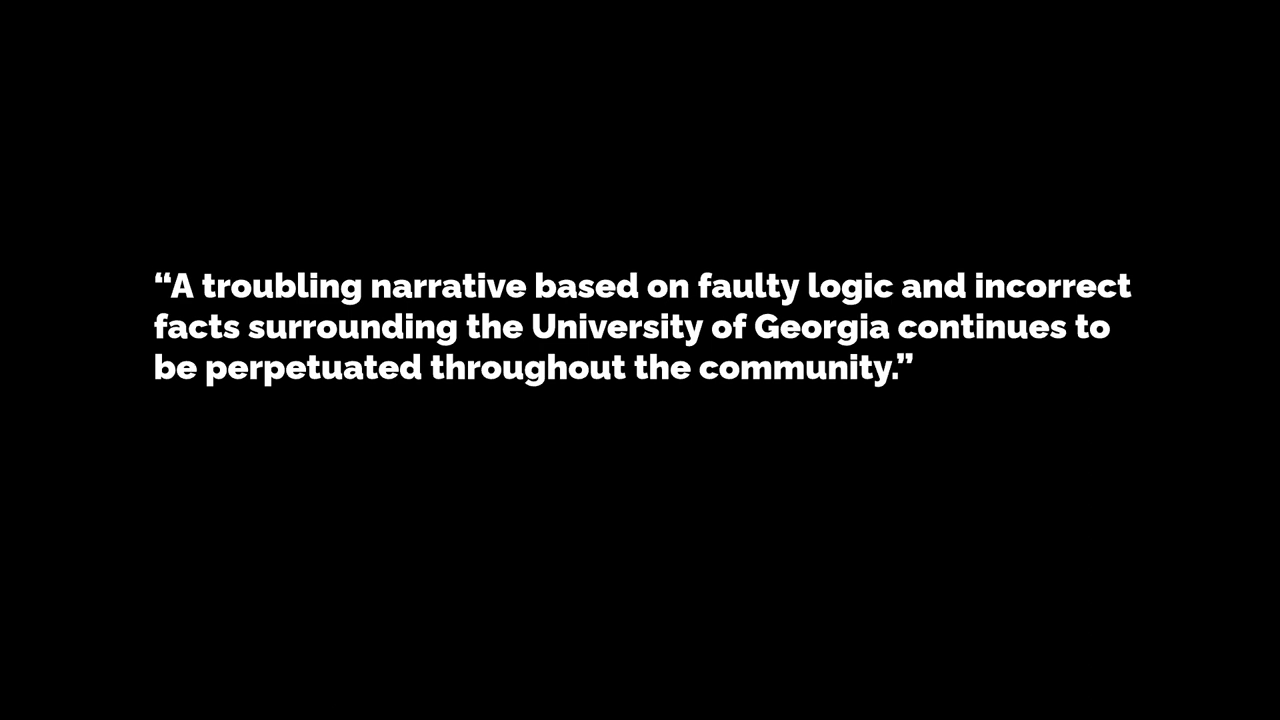 “A troubling narrative based on faulty logic and incorrect
facts surrounding the University of Georgia continues to
be perpetuated throughout the community.”